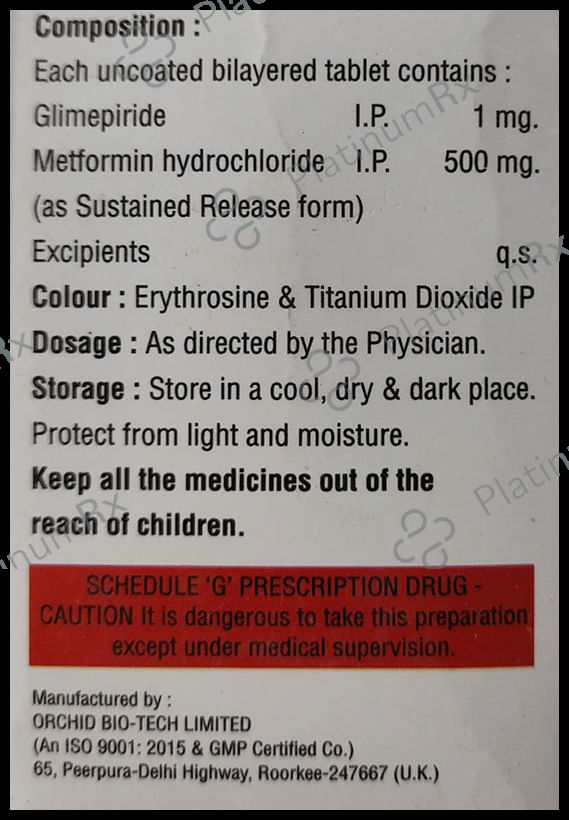 Composition :
Each uncoated bilayered tablet contains :
Glimepiride I.P. 1 mg.
Metformin hydrochloride I.P. 500 mg.
(as Sustained Release form)
Excipients q.s.
Colour : Erythrosine & Titanium Dioxide IP
Dosage : As directed by the Physician.
Storage : Store in a cool, dry & dark place.
Protect from light and moisture.
Keep all the medicines out of the
reach of children.
SCHEDULE 'G' PRESCRIPTION DRUG -
CAUTION It is dangerous to take this preparation
except under medical supervision.
Manufactured by :
ORCHID BIO-TECH LIMITED
(An ISO 9001: 2015 & GMP Certified Co.)
65, Peerpura-Delhi Highway, Roorkee-247667 (U.K.)
PlatinumRx